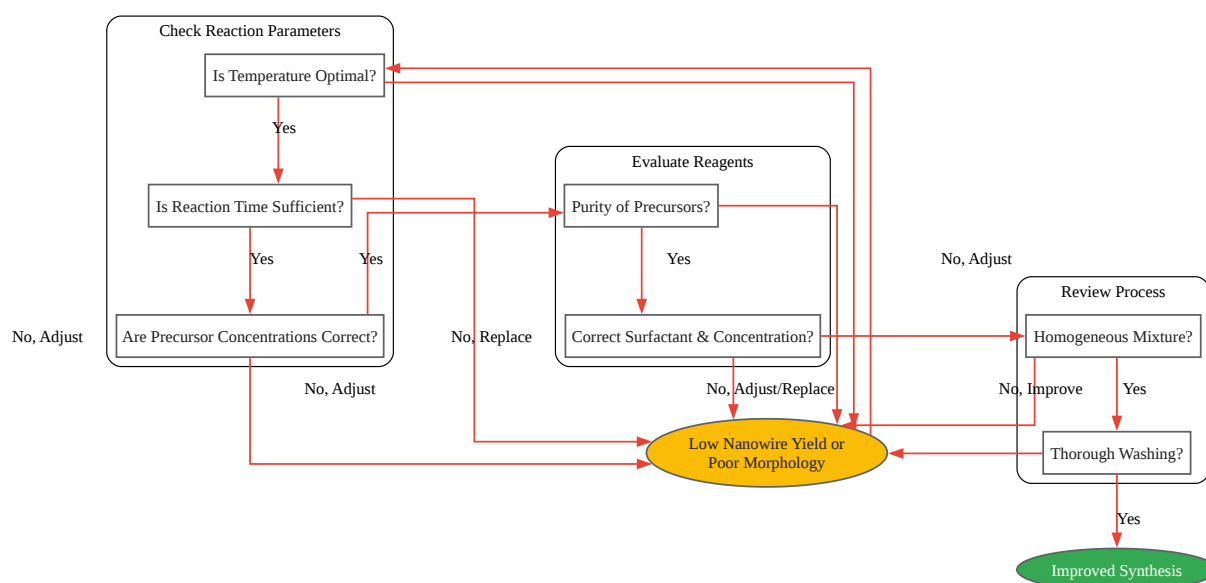 Check Reaction Parameters
Is Temperature Optimal?
Yes
Is Reaction Time Sufficient?
Yes
Yes
Are Precursor Concentrations Correct?
No, Adjust
No, Adjust
No, Replace
Evaluate Reagents
Purity of Precursors?
Yes
Correct Surfactant & Concentration?
No, Adjust/Replace
No, Adjust
Review Process
Homogeneous Mixture?
No, Improve
Yes
Low Nanowire Yield or
Poor Morphology
Thorough Washing?
Yes
Improved Synthesis